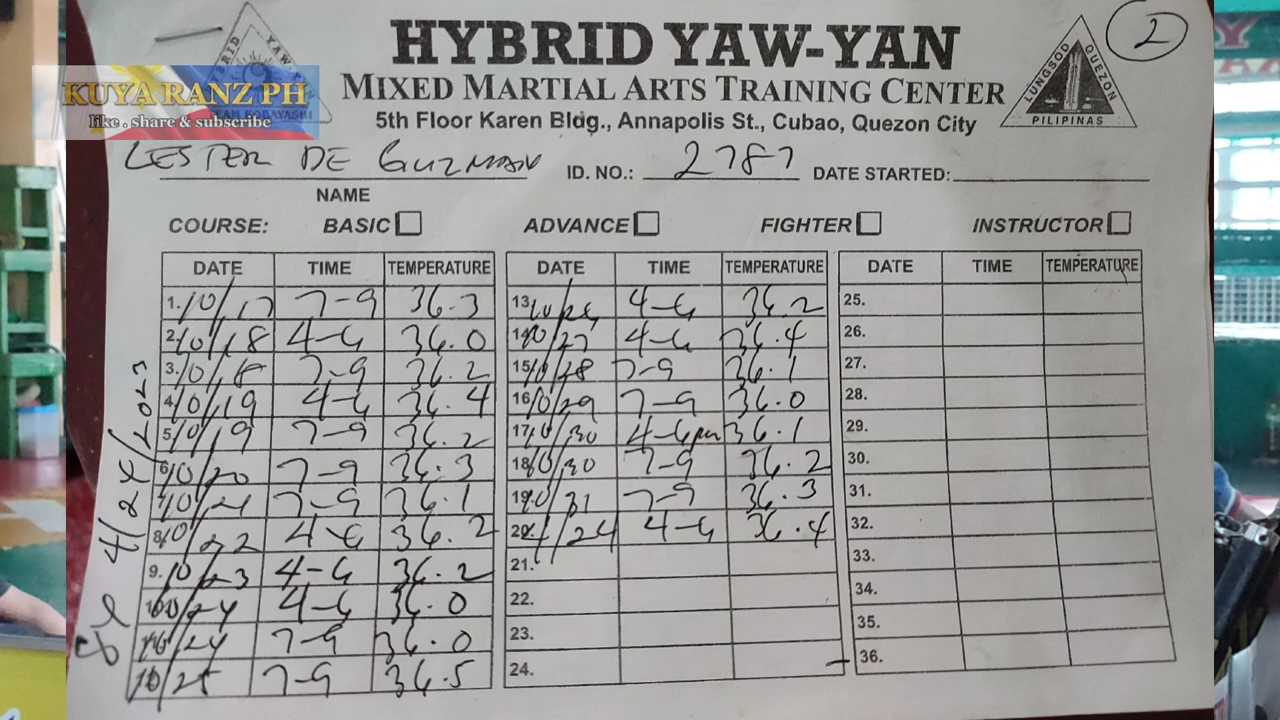 HYBRID YAW-YAN
MIXED MARTIAL ARTS TRAINING CENTER
5th Floor Karen Bldg., Annapolis St., Cubao, Quezon City
2
HYBRID YAW-YAN
LUNGSOD QUEZON
PILIPINAS
KUYA RANZ PH
like . share & subscribe
LESTER DE GUZMAN ID. NO.: 2787 DATE STARTED:
NAME
COURSE: BASIC ADVANCE FIGHTER INSTRUCTOR
DATE TIME TEMPERATURE DATE TIME TEMPERATURE DATE TIME TEMPERATURE
1. 10/17 7-9 36.3 13. 10/26 4-6 36.2 25.
2. 10/18 4-6 36.0 14. 10/27 4-6 36.4 26.
3. 10/18 7-9 36.2 15. 10/28 7-9 36.1 27.
4. 10/19 4-6 36.4 16. 10/29 7-9 36.0 28.
5. 10/19 7-9 36.2 17. 10/30 4-6pm 36.1 29.
6. 10/20 7-9 36.3 18. 10/30 7-9 36.2 30.
10/21 7-9 36.1 19. 10/31 7-9 36.3 31.
8. 10/22 4-6 36.2 20. 4/24 4-6 36.4 32.
9. 10/23 4-6 36.2 21. 33.
10/24 4-6 36.0 22. 34.
10/24 7-9 36.0 23. 35.
10/25 7-9 36.5 24. 36.
4/24/2023